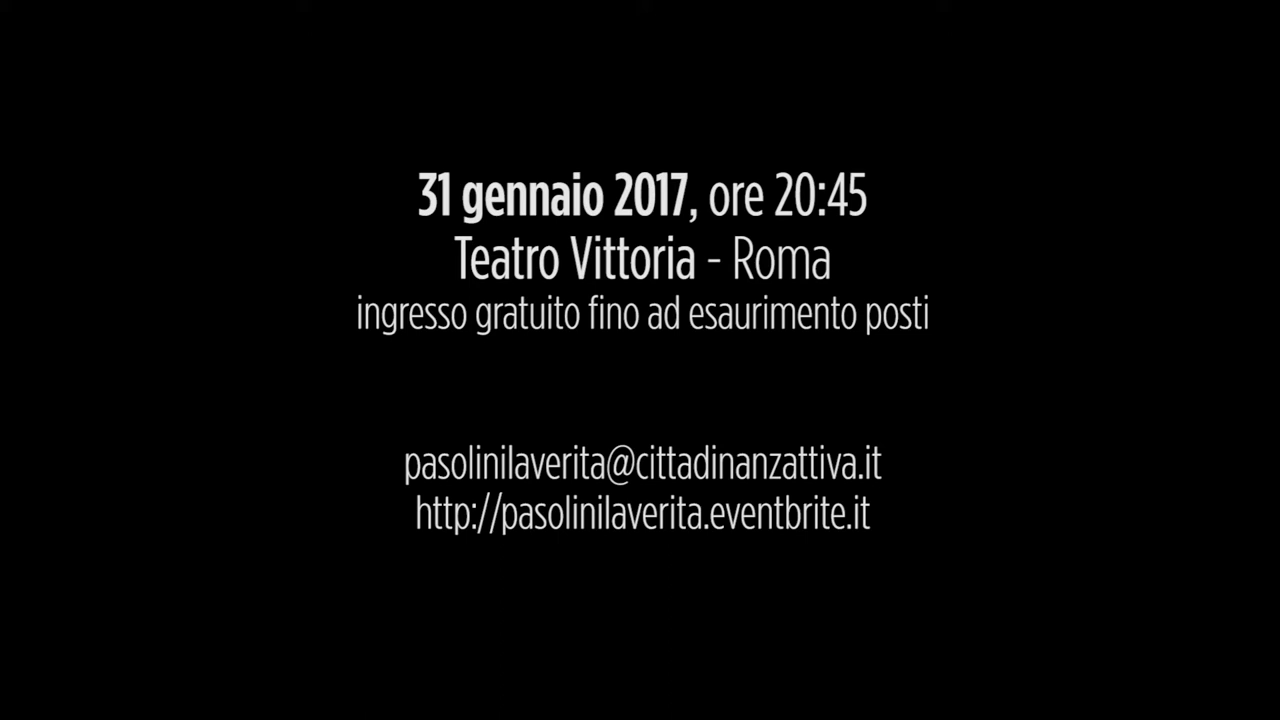 31 gennaio 2017, ore 20:45
Teatro Vittoria - Roma
ingresso gratuito fino ad esaurimento posti
pasolinilaverita@cittadinanzattiva.it
http://pasolinilaverita.eventbrite.it